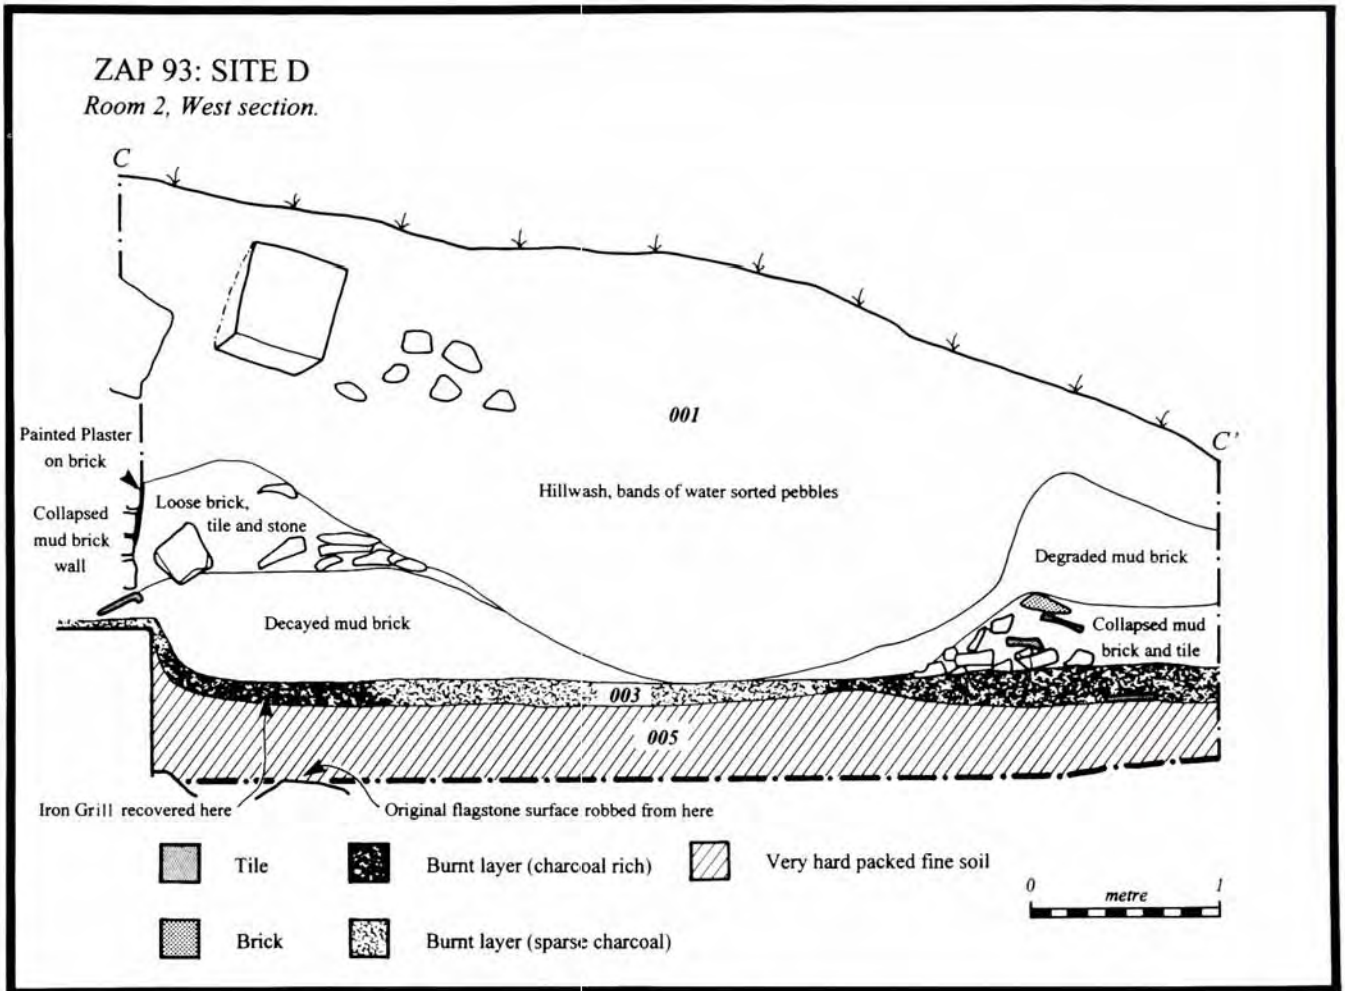 ZAP 93: SITE D
Room 2, West section.
C
001
C'
Painted Plaster
on brick
Hillwash, bands of water sorted pebbles
Loose brick,
tile and stone
Collapsed
mud brick
wall
Degraded mud brick
Decayed mud brick
Collapsed mud
brick and tile
003
005
Iron Grill recovered here
Original flagstone surface robbed from here
Tile
Burnt layer (charcoal rich)
Very hard packed fine soil
0
metre
1
Brick
Burnt layer (sparse charcoal)